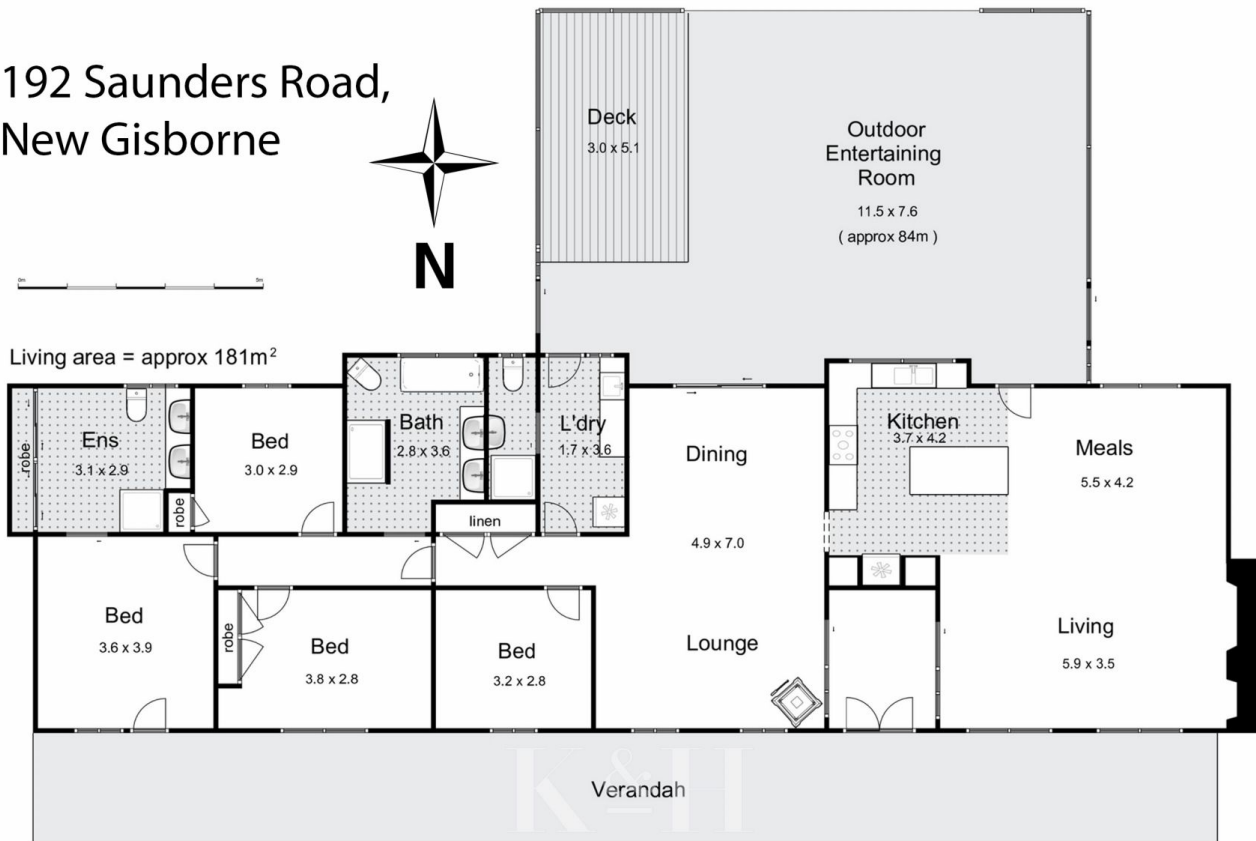 192 Saunders Road,
New Gisborne
N
0m
5m
Living area = approx 181m²
Deck
3.0 x 5.1
Outdoor
Entertaining
Room
11.5 x 7.6
( approx 84m )
robe
Ens
3.1 x 2.9
robe
Bed
3.0 x 2.9
Bath
2.8 x 3.6
L'dry
1.7 x 3.6
linen
Dining
4.9 x 7.0
Lounge
Kitchen
3.7 x 4.2
Meals
5.5 x 4.2
Living
5.9 x 3.5
Bed
3.6 x 3.9
robe
Bed
3.8 x 2.8
Bed
3.2 x 2.8
K&H
Verandah